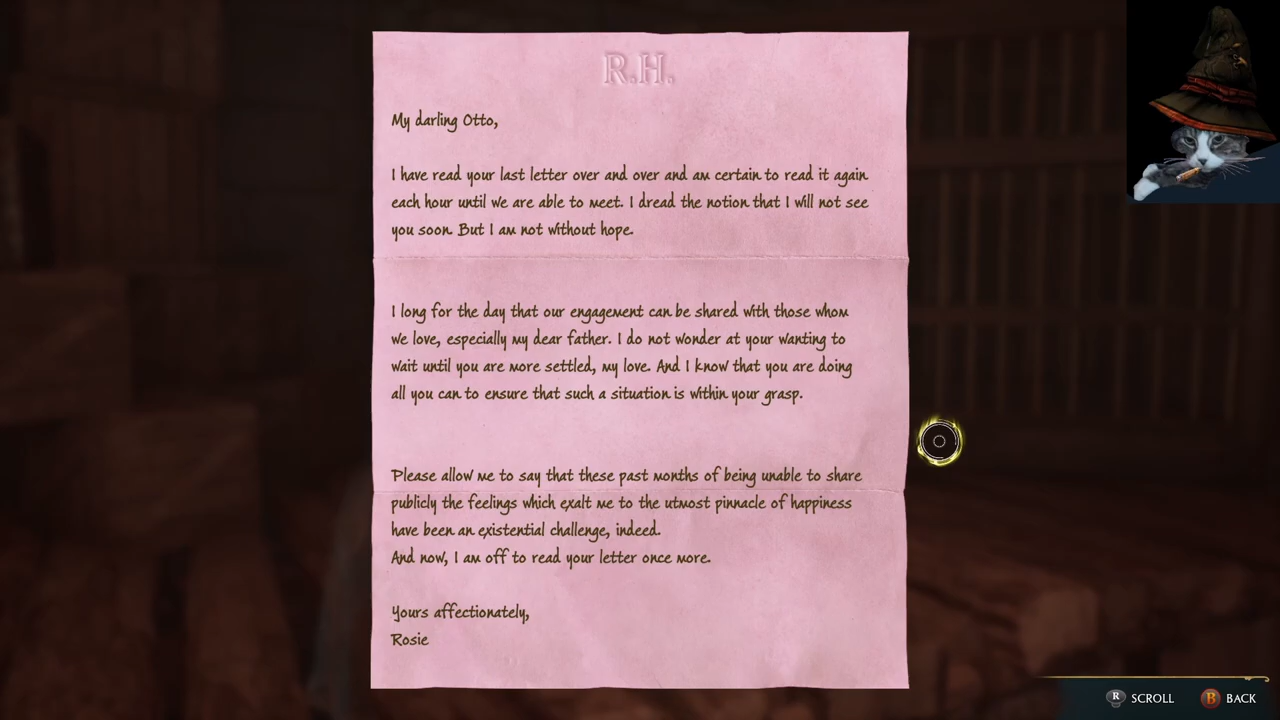 R.H.
My darling Otto,
I have read your last letter over and over and am certain to read it again
each hour until we are able to meet. I dread the notion that I will not see
you soon. But I am not without hope.
I long for the day that our engagement can be shared with those whom
we love, especially my dear father. I do not wonder at your wanting to
wait until you are more settled, my love. And I know that you are doing
all you can to ensure that such a situation is within your grasp.
Please allow me to say that these past months of being unable to share
publicly the feelings which exalt me to the utmost pinnacle of happiness
have been an existential challenge, indeed.
And now, I am off to read your letter once more.
Yours affectionately,
Rosie
R SCROLL B BACK